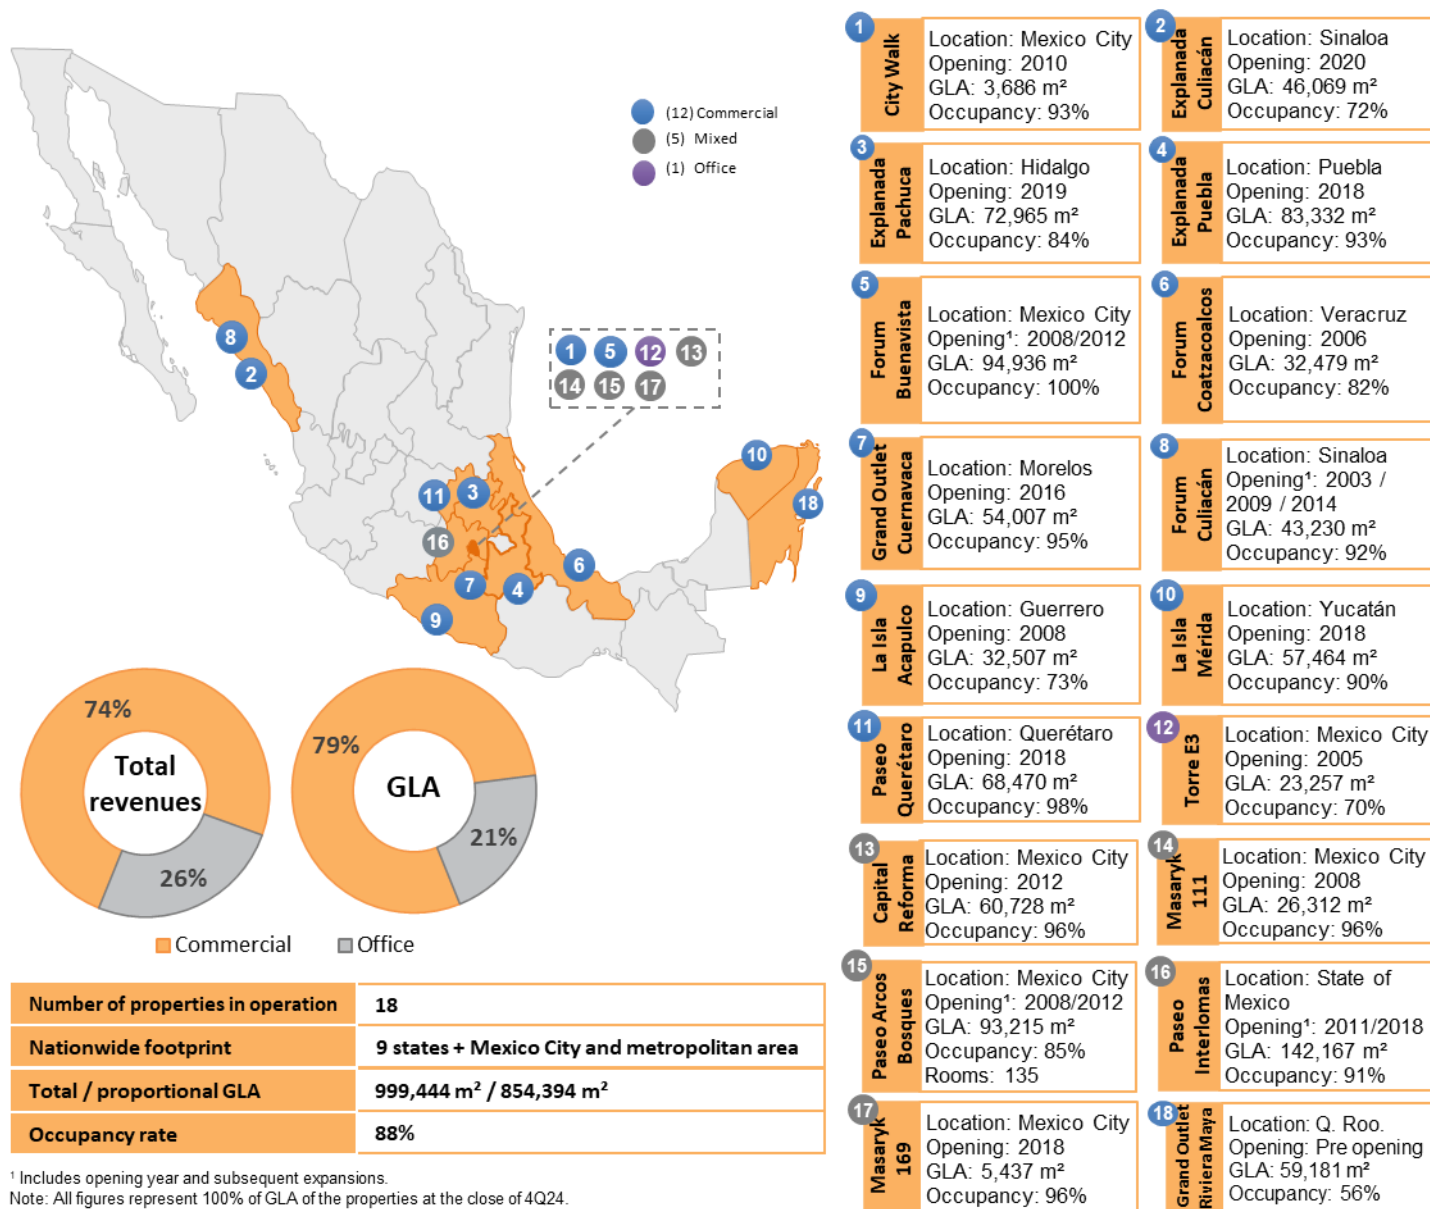 (12) Commercial
(5) Mixed
(1) Office
8
2
1
5
12
13
14
15
17
10
18
11
3
16
6
7
4
9
74%
Total
revenues
26%
79%
GLA
21%
Commercial
Office
Number of properties in operation
18
Nationwide footprint
9 states + Mexico City and metropolitan area
Total / proportional GLA
999,444 m² / 854,394 m²
Occupancy rate
88%
¹ Includes opening year and subsequent expansions.
Note: All figures represent 100% of GLA of the properties at the close of 4Q24.
1
City Walk
Location: Mexico City
Opening: 2010
GLA: 3,686 m²
Occupancy: 93%
2
Explanada
Culiacán
Location: Sinaloa
Opening: 2020
GLA: 46,069 m²
Occupancy: 72%
3
Explanada
Pachuca
Location: Hidalgo
Opening: 2019
GLA: 72,965 m²
Occupancy: 84%
4
Explanada
Puebla
Location: Puebla
Opening: 2018
GLA: 83,332 m²
Occupancy: 93%
5
Forum
Buenavista
Location: Mexico City
Opening¹: 2008/2012
GLA: 94,936 m²
Occupancy: 100%
6
Forum
Coatzacoalcos
Location: Veracruz
Opening: 2006
GLA: 32,479 m²
Occupancy: 82%
7
Grand Outlet
Cuernavaca
Location: Morelos
Opening: 2016
GLA: 54,007 m²
Occupancy: 95%
8
Forum
Culiacán
Location: Sinaloa
Opening¹: 2003 /
2009 / 2014
GLA: 43,230 m²
Occupancy: 92%
9
La Isla
Acapulco
Location: Guerrero
Opening: 2008
GLA: 32,507 m²
Occupancy: 73%
10
La Isla
Mérida
Location: Yucatán
Opening: 2018
GLA: 57,464 m²
Occupancy: 90%
11
Paseo
Querétaro
Location: Querétaro
Opening: 2018
GLA: 68,470 m²
Occupancy: 98%
12
Torre E3
Location: Mexico City
Opening: 2005
GLA: 23,257 m²
Occupancy: 70%
13
Capital
Reforma
Location: Mexico City
Opening: 2012
GLA: 60,728 m²
Occupancy: 96%
14
Masaryk
111
Location: Mexico City
Opening: 2008
GLA: 26,312 m²
Occupancy: 96%
15
Paseo Arcos
Bosques
Location: Mexico City
Opening¹: 2008/2012
GLA: 93,215 m²
Occupancy: 85%
Rooms: 135
16
Paseo
Interlomas
Location: State of
Mexico
Opening¹: 2011/2018
GLA: 142,167 m²
Occupancy: 91%
17
Masaryk
169
Location: Mexico City
Opening: 2018
GLA: 5,437 m²
Occupancy: 96%
18
Grand Outlet
Riviera Maya
Location: Q. Roo.
Opening: Pre opening
GLA: 59,181 m²
Occupancy: 56%